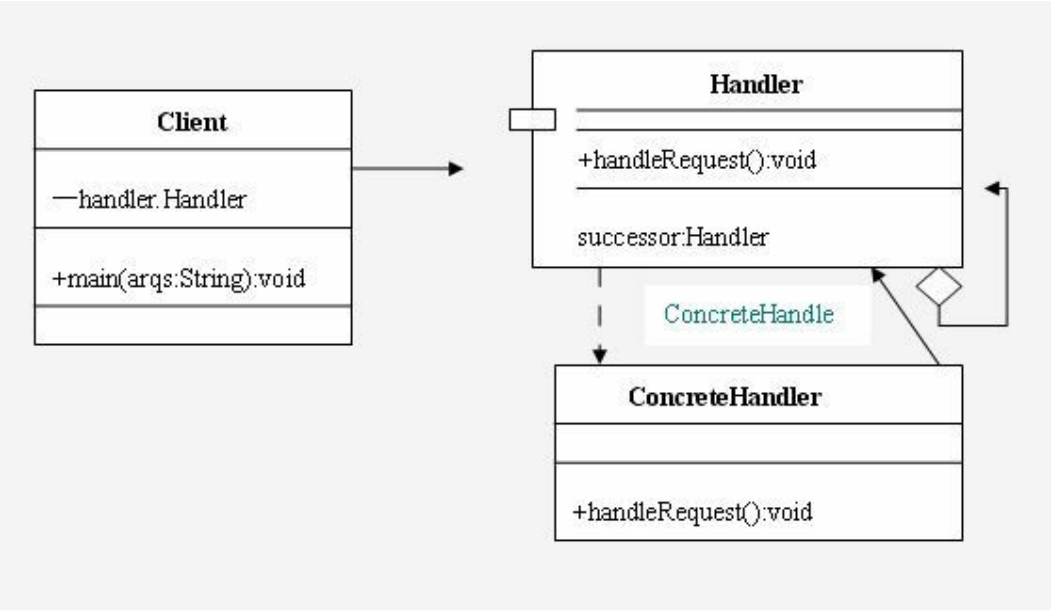 Client
—handler.Handler
+main(arqs:String):void
Handler
+handleRequest():void
successor:Handler
ConcreteHandle
ConcreteHandler
+handleRequest():void